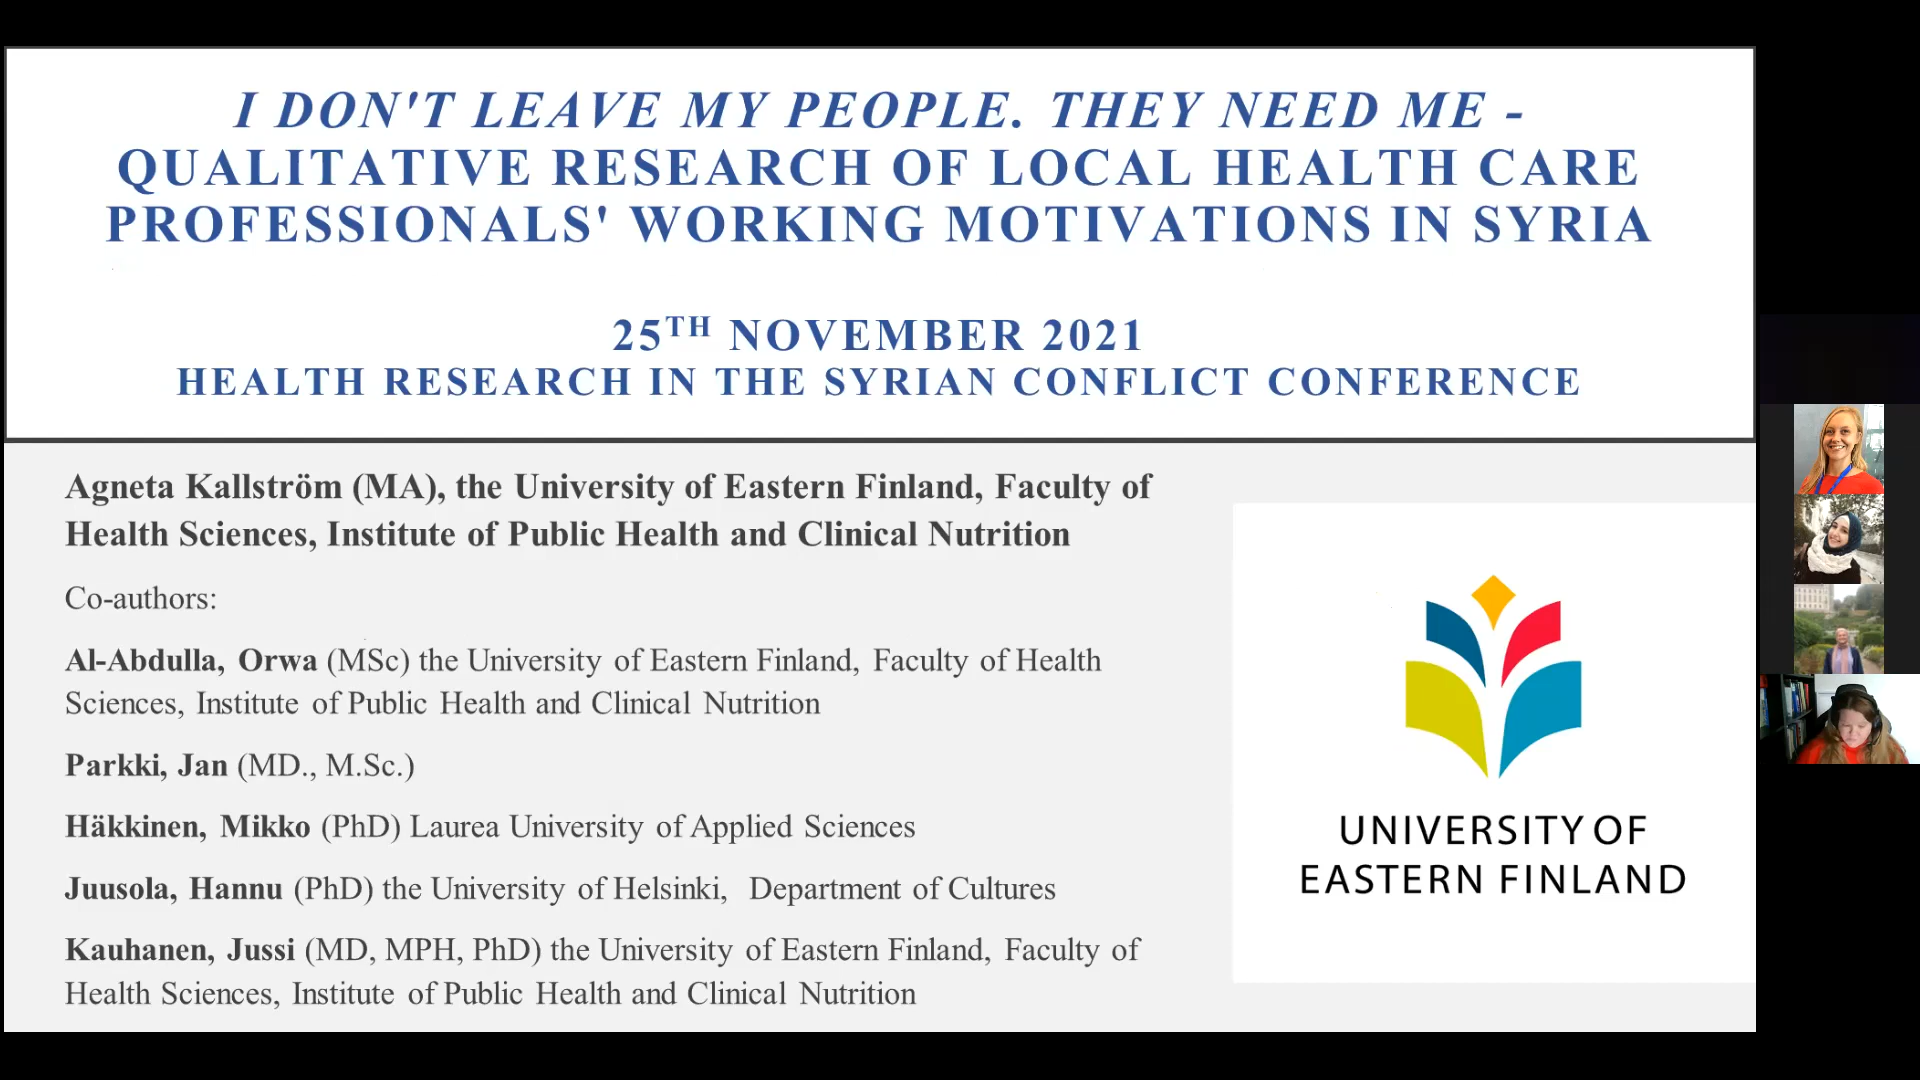 I DON'T LEAVE MY PEOPLE. THEY NEED ME -
QUALITATIVE RESEARCH OF LOCAL HEALTH CARE
PROFESSIONALS' WORKING MOTIVATIONS IN SYRIA
25TH NOVEMBER 2021
HEALTH RESEARCH IN THE SYRIAN CONFLICT CONFERENCE
Agneta Kallström (MA), the University of Eastern Finland, Faculty of
Health Sciences, Institute of Public Health and Clinical Nutrition
Co-authors:
Al-Abdulla, Orwa (MSc) the University of Eastern Finland, Faculty of Health
Sciences, Institute of Public Health and Clinical Nutrition
Parkki, Jan (MD., M.Sc.)
Häkkinen, Mikko (PhD) Laurea University of Applied Sciences
Juusola, Hannu (PhD) the University of Helsinki, Department of Cultures
Kauhanen, Jussi (MD, MPH, PhD) the University of Eastern Finland, Faculty of
Health Sciences, Institute of Public Health and Clinical Nutrition
UNIVERSITY OF
EASTERN FINLAND